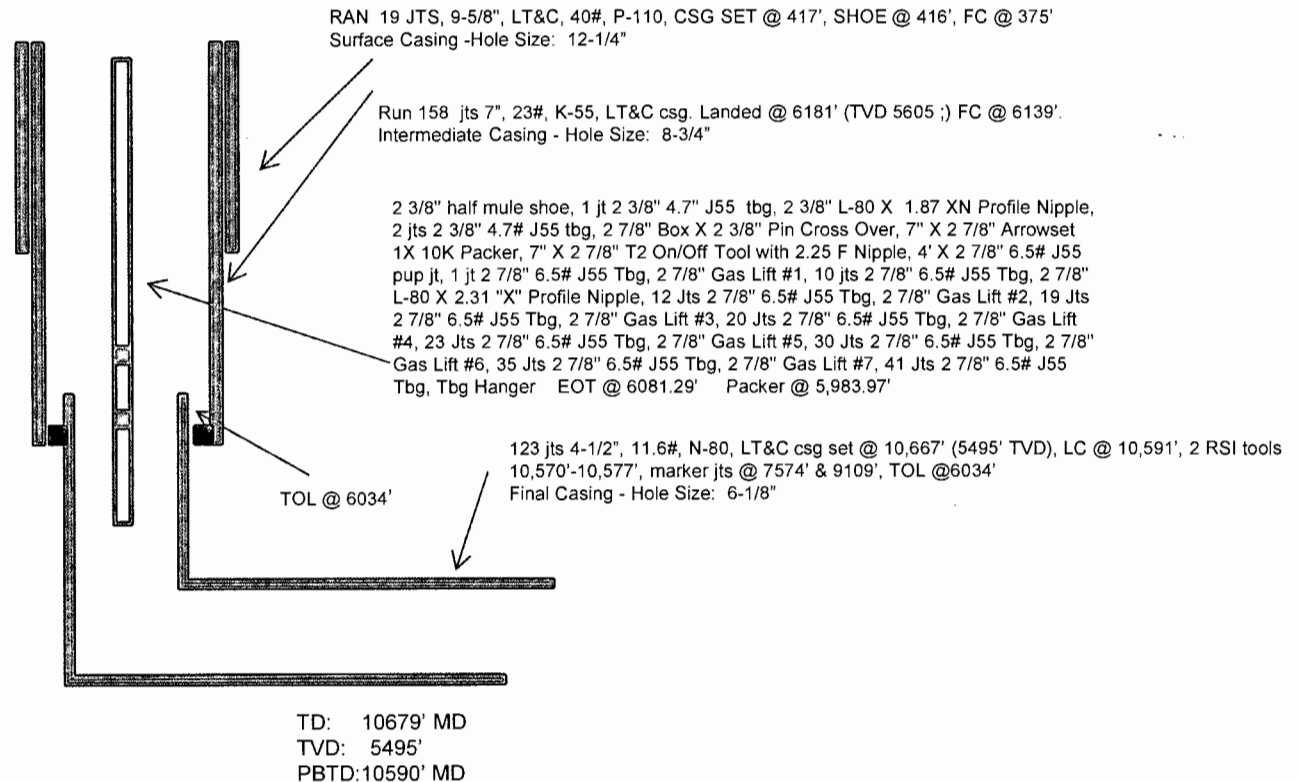 RAN 19 JTS, 9-5/8", LT&C, 40#, P-110, CSG SET @ 417', SHOE @ 416', FC @ 375'
Surface Casing -Hole Size: 12-1/4"
Run 158 jts 7", 23#, K-55, LT&C csg. Landed @ 6181' (TVD 5605 ;) FC @ 6139'.
Intermediate Casing - Hole Size: 8-3/4"
2 3/8" half mule shoe, 1 jt 2 3/8" 4.7" J55 tbg, 2 3/8" L-80 X 1.87 XN Profile Nipple,
2 jts 2 3/8" 4.7# J55 tbg, 2 7/8" Box X 2 3/8" Pin Cross Over, 7" X 2 7/8" Arrowset
1X 10K Packer, 7" X 2 7/8" T2 On/Off Tool with 2.25 F Nipple, 4' X 2 7/8" 6.5# J55
pup jt, 1 jt 2 7/8" 6.5# J55 Tbg, 2 7/8" Gas Lift #1, 10 jts 2 7/8" 6.5# J55 Tbg, 2 7/8"
L-80 X 2.31 "X" Profile Nipple, 12 Jts 2 7/8" 6.5# J55 Tbg, 2 7/8" Gas Lift #2, 19 Jts
2 7/8" 6.5# J55 Tbg, 2 7/8" Gas Lift #3, 20 Jts 2 7/8" 6.5# J55 Tbg, 2 7/8" Gas Lift
#4, 23 Jts 2 7/8" 6.5# J55 Tbg, 2 7/8" Gas Lift #5, 30 Jts 2 7/8" 6.5# J55 Tbg, 2 7/8"
Gas Lift #6, 35 Jts 2 7/8" 6.5# J55 Tbg, 2 7/8" Gas Lift #7, 41 Jts 2 7/8" 6.5# J55
Tbg, Tbg Hanger EOT @ 6081.29' Packer @ 5,983.97'
123 jts 4-1/2", 11.6#, N-80, LT&C csg set @ 10,667' (5495' TVD), LC @ 10,591', 2 RSI tools
10,570'-10,577', marker jts @ 7574' & 9109', TOL @6034'
Final Casing - Hole Size: 6-1/8"
TOL @ 6034'
TD: 10679' MD
TVD: 5495'
PBTD:10590' MD